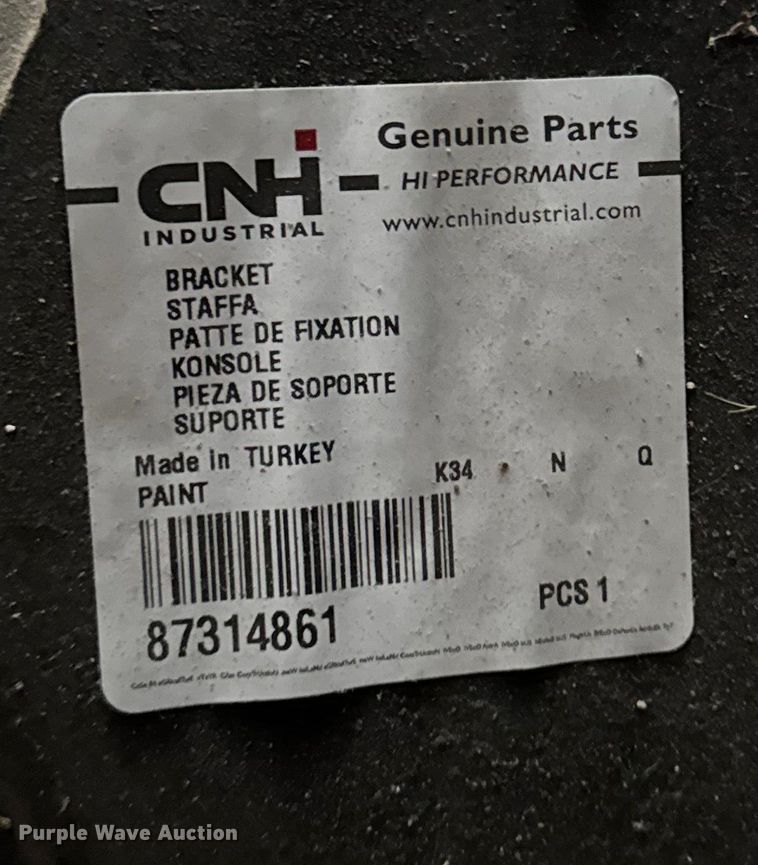 CNH
INDUSTRIAL
Genuine Parts
HI PERFORMANCE
www.cnhindustrial.com
BRACKET
STAFFA
PATTE DE FIXATION
KONSOLE
PIEZA DE SOPORTE
SUPORTE
Made in TURKEY
PAINT K34 N Q
87314861
PCS 1
Purple Wave Auction